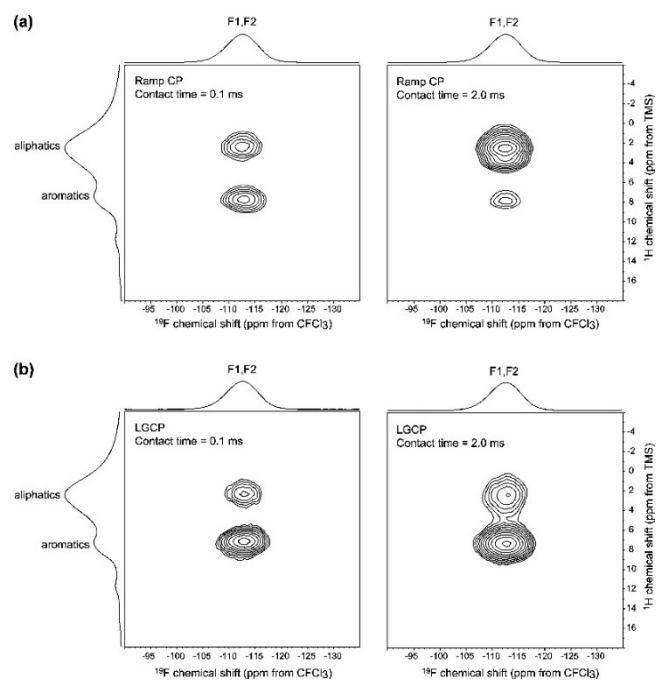 (a)
F1,F2
F1,F2
Ramp CP
Contact time = 0.1 ms
Ramp CP
Contact time = 2.0 ms
aliphatics
aromatics
-4
-2
0
2
4
6
8
10
12
14
16
¹H chemical shift (ppm from TMS)
-95 -100 -105 -110 -115 -120 -125 -130
-95 -100 -105 -110 -115 -120 -125 -130
¹⁹F chemical shift (ppm from CFCl₃)
¹⁹F chemical shift (ppm from CFCl₃)
(b)
F1,F2
F1,F2
LGCP
Contact time = 0.1 ms
LGCP
Contact time = 2.0 ms
aliphatics
aromatics
-4
-2
0
2
4
6
8
10
12
14
16
¹H chemical shift (ppm from TMS)
-95 -100 -105 -110 -115 -120 -125 -130
-95 -100 -105 -110 -115 -120 -125 -130
¹⁹F chemical shift (ppm from CFCl₃)
¹⁹F chemical shift (ppm from CFCl₃)